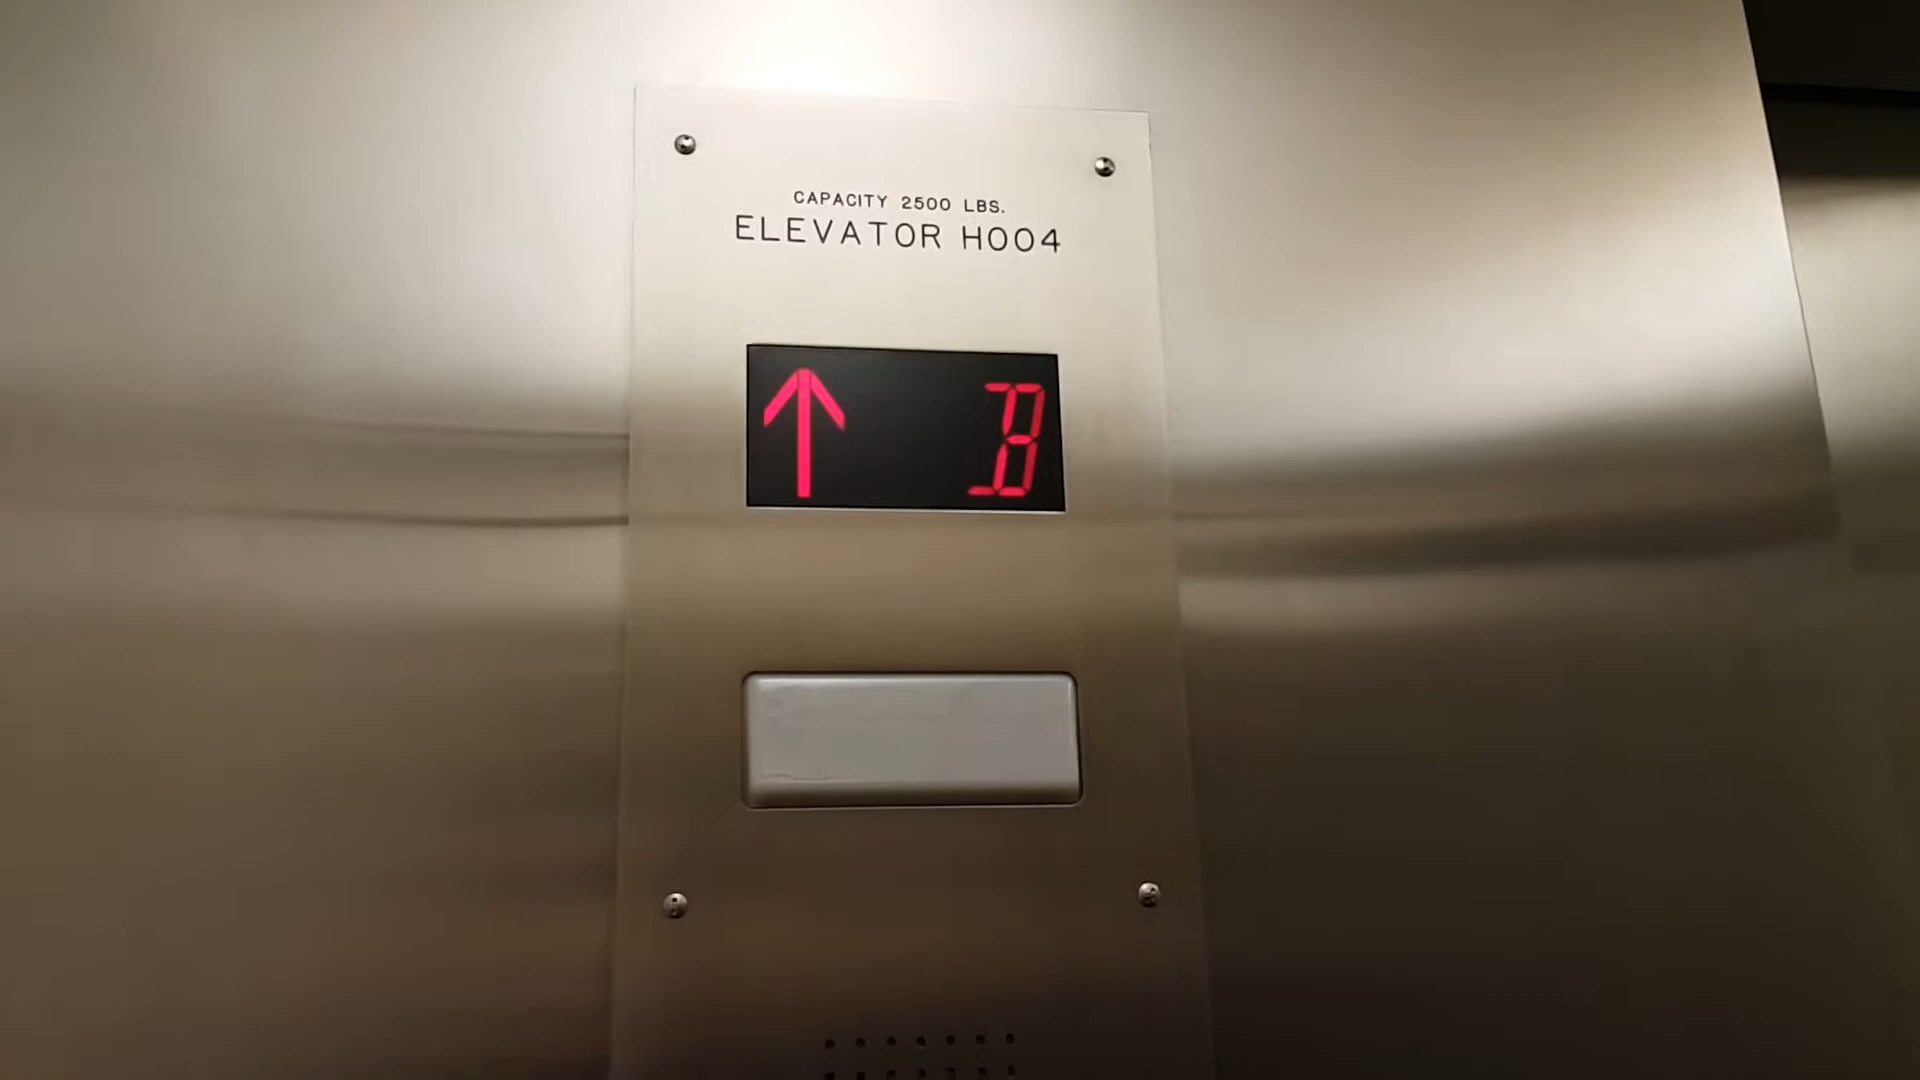 CAPACITY 2500 LBS.
ELEVATOR H004
↑ B